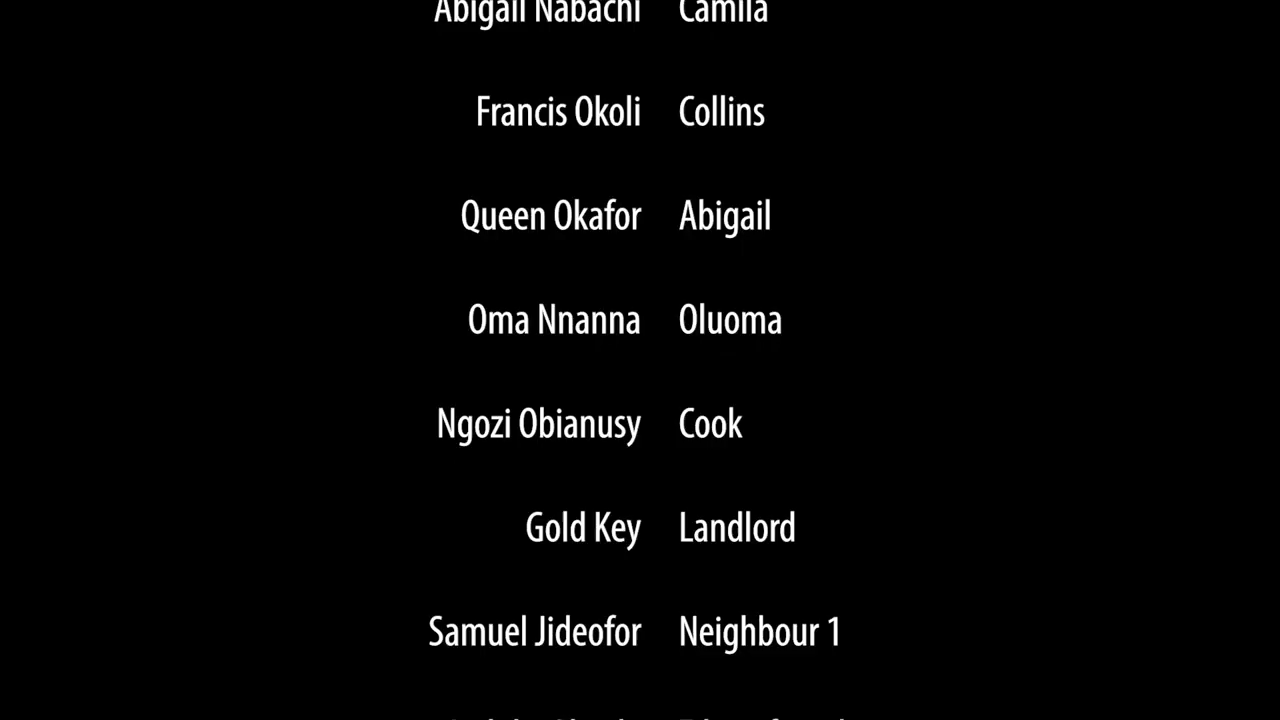 Abigail Nabachi Camila
Francis Okoli Collins
Queen Okafor Abigail
Oma Nnanna Oluoma
Ngozi Obianusy Cook
Gold Key Landlord
Samuel Jideofor Neighbour 1